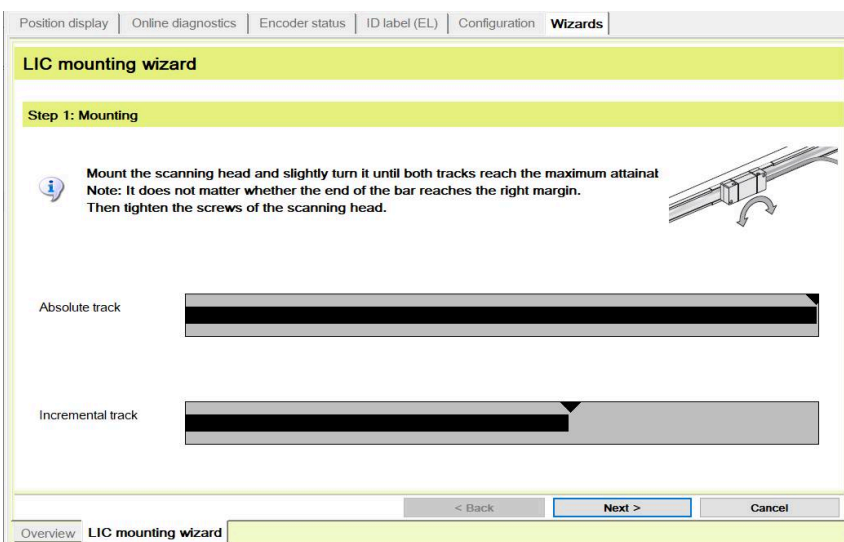 Position display
Online diagnostics
Encoder status
ID label (EL)
Configuration
Wizards
LIC mounting wizard
Step 1: Mounting
Mount the scanning head and slightly turn it until both tracks reach the maximum
Note: It does not matter whether the end of the bar reaches the right margin.
Then tighten the screws of the scanning head.
Absolute track
Incremental track
< Back
Next >
Cancel
Overview
LIC mounting wizard